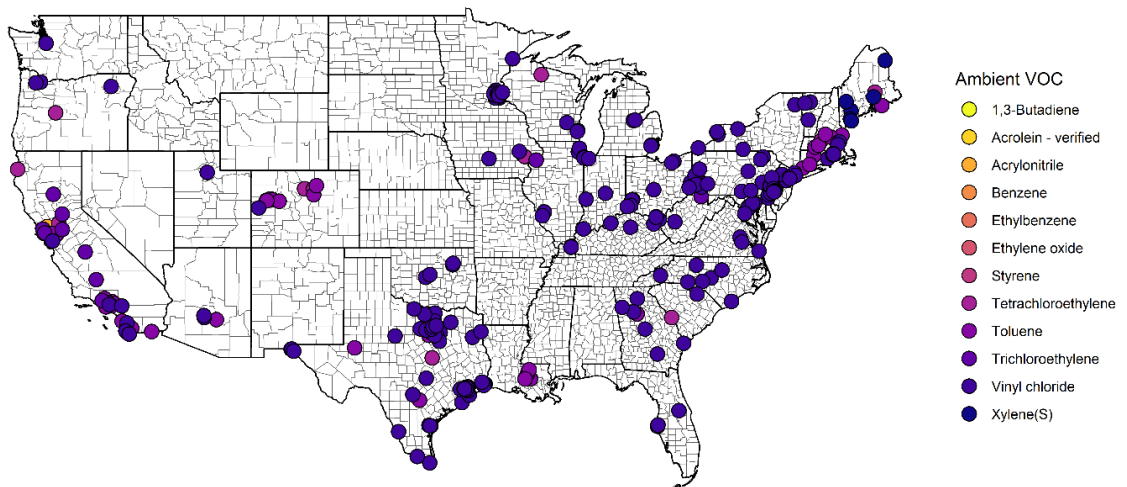 Ambient VOC
1,3-Butadiene
Acrolein - verified
Acrylonitrile
Benzene
Ethylbenzene
Ethylene oxide
Styrene
Tetrachloroethylene
Toluene
Trichloroethylene
Vinyl chloride
Xylene(S)